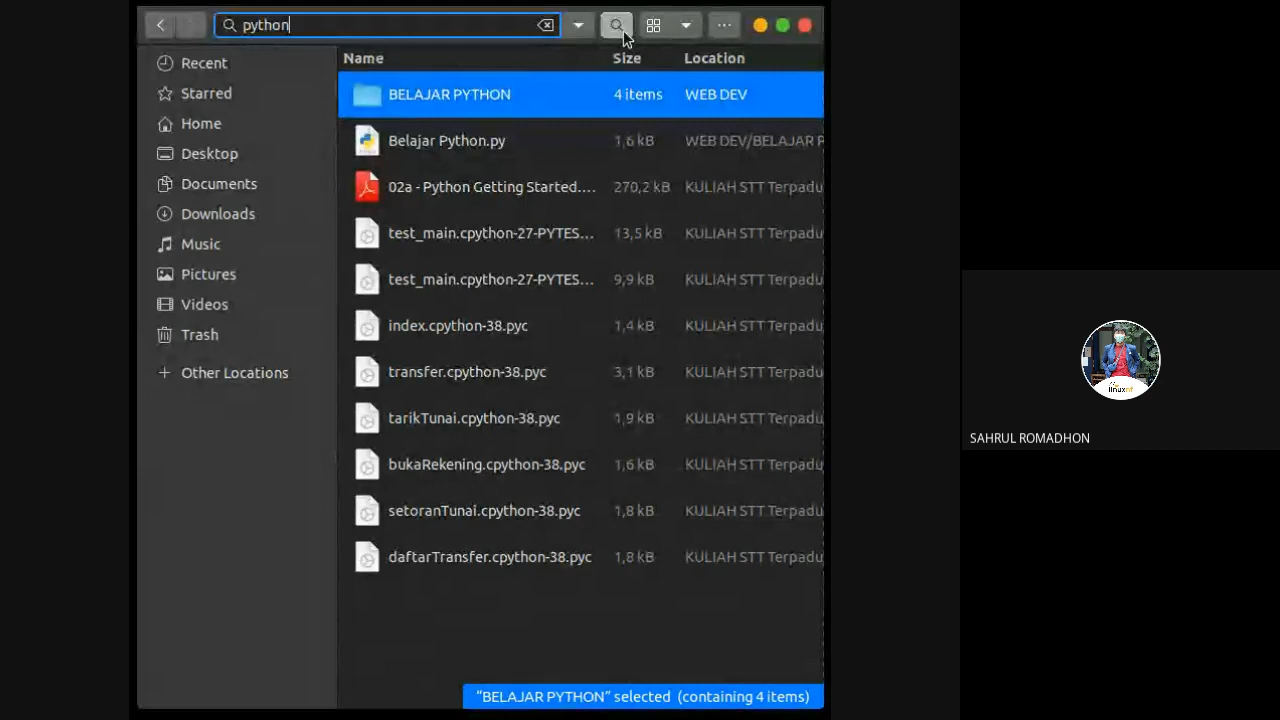 python
Name Size Location
Recent
Starred
Home
Desktop
Documents
Downloads
Music
Pictures
Videos
Trash
+ Other Locations
BELAJAR PYTHON 4 items WEB DEV
Belajar Python.py 1,6 kB WEB DEV/BELAJAR P
02a - Python Getting Started.... 270,2 kB KULIAH STT Terpadu
test_main.cpython-27-PYTES... 13,5 kB KULIAH STT Terpadu
test_main.cpython-27-PYTES... 9,9 kB KULIAH STT Terpadu
index.cpython-38.pyc 1,4 kB KULIAH STT Terpadu
transfer.cpython-38.pyc 3,1 kB KULIAH STT Terpadu
tarikTunai.cpython-38.pyc 1,9 kB KULIAH STT Terpadu
bukaRekening.cpython-38.pyc 1,6 kB KULIAH STT Terpadu
setoranTunai.cpython-38.pyc 1,8 kB KULIAH STT Terpadu
daftarTransfer.cpython-38.pyc 1,8 kB KULIAH STT Terpadu
"BELAJAR PYTHON" selected (containing 4 items)
linuxnf
SAHRUL ROMADHON